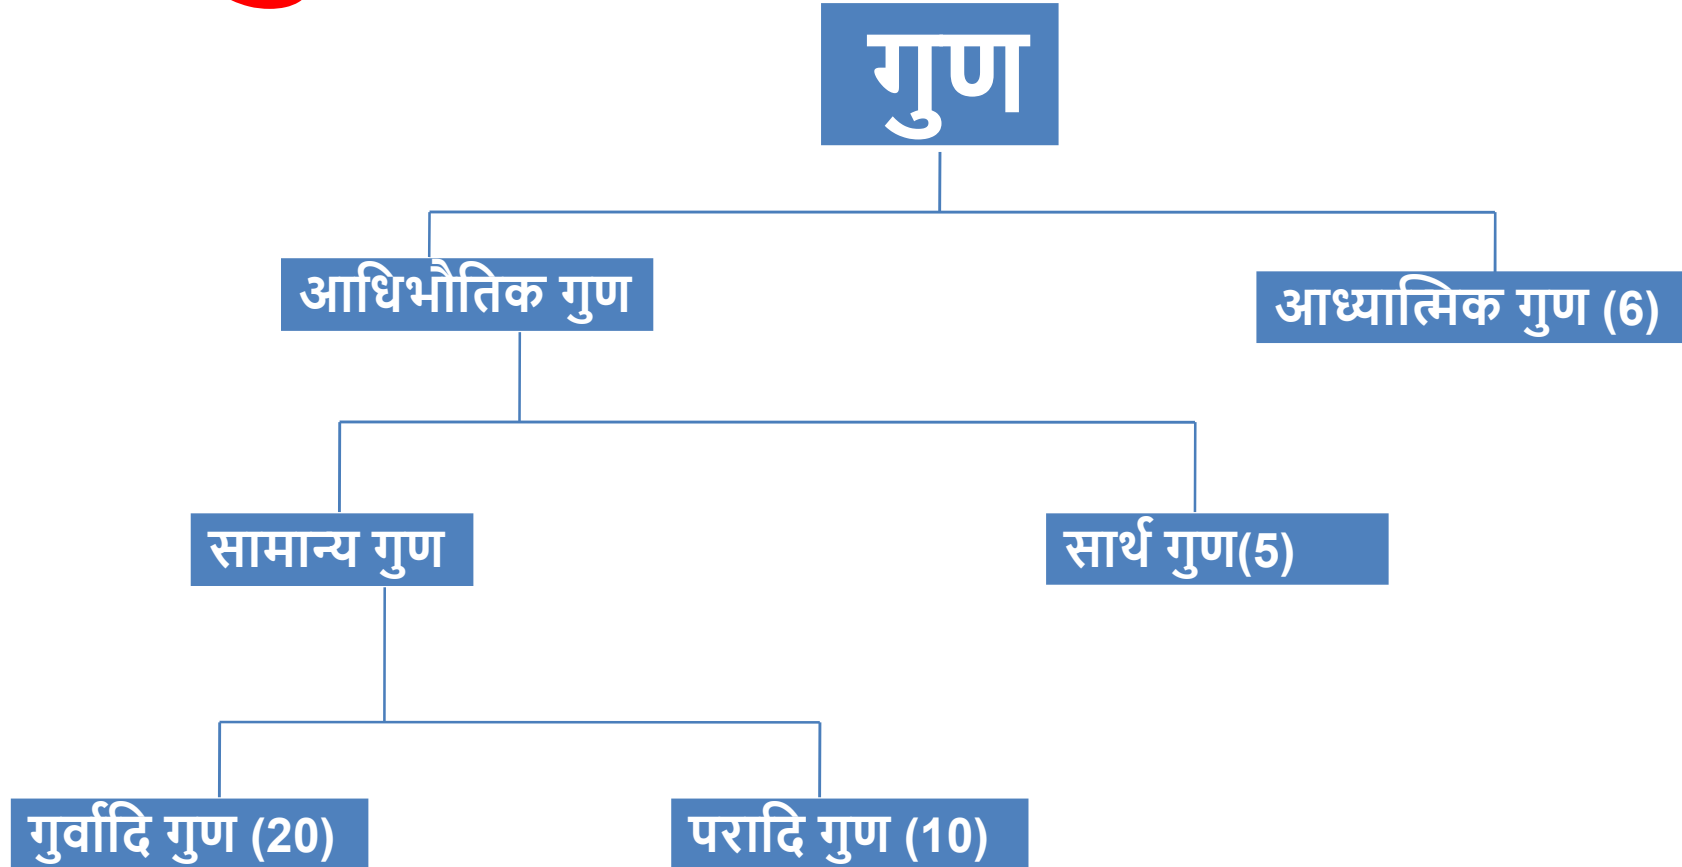 गुण
आधिभौतिक गुण
आध्यात्मिक गुण (6)
सामान्य गुण
सार्थ गुण(5)
गुर्वादि गुण (20)
परादि गुण (10)